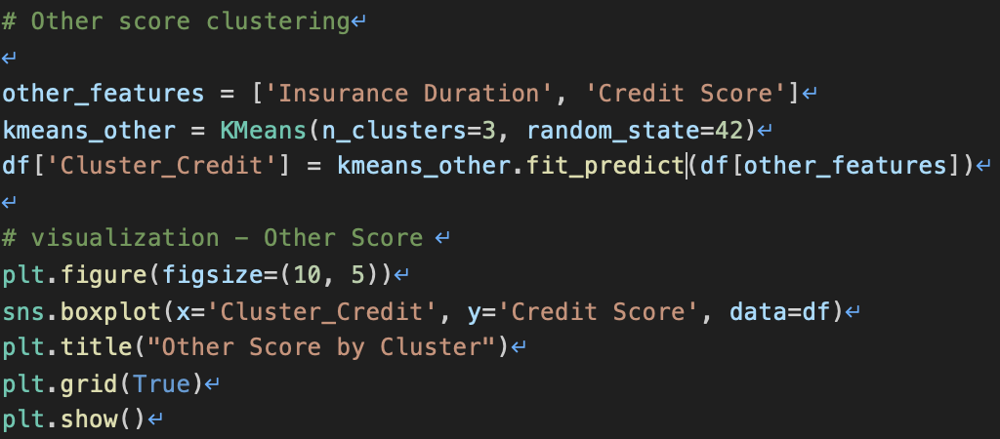 # Other score clustering↵
↵
other_features = ['Insurance Duration', 'Credit Score']↵
kmeans_other = KMeans(n_clusters=3, random_state=42)↵
df['Cluster_Credit'] = kmeans_other.fit_predict(df[other_features])↵
↵
# visualization – Other Score ↵
plt.figure(figsize=(10, 5))↵
sns.boxplot(x='Cluster_Credit', y='Credit Score', data=df)↵
plt.title("Other Score by Cluster")↵
plt.grid(True)↵
plt.show()↵